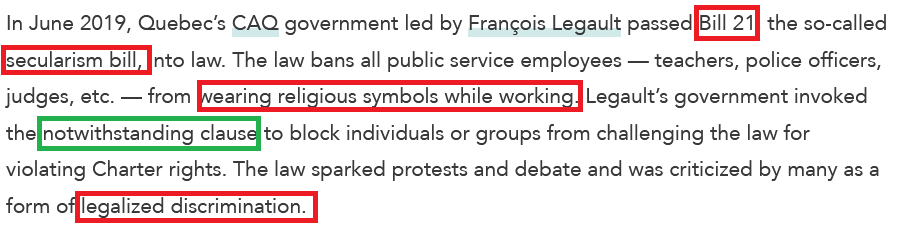 In June 2019, Quebec's CAQ government led by François Legault passed Bill 21 the so-called
secularism bill, into law. The law bans all public service employees — teachers, police officers,
judges, etc. — from wearing religious symbols while working. Legault's government invoked
the notwithstanding clause to block individuals or groups from challenging the law for
violating Charter rights. The law sparked protests and debate and was criticized by many as a
form of legalized discrimination.